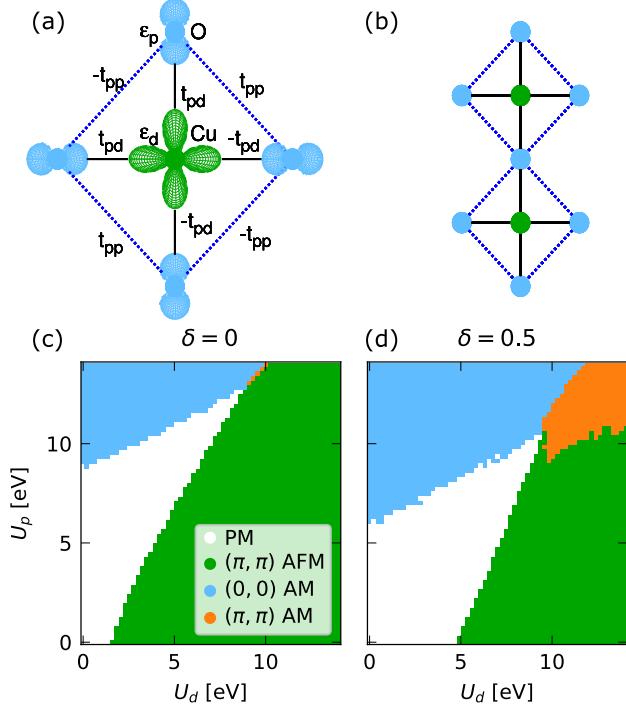 (a)
(b)
ε_p O
-t_pp
t_pd
t_pp
t_pd
ε_d
Cu
-t_pd
t_pp
-t_pd
-t_pp
(c) δ = 0
(d) δ = 0.5
U_p [eV]
10
5
0
PM
(π, π) AFM
(0, 0) AM
(π, π) AM
0 5 10
0 5 10
U_d [eV]
U_d [eV]